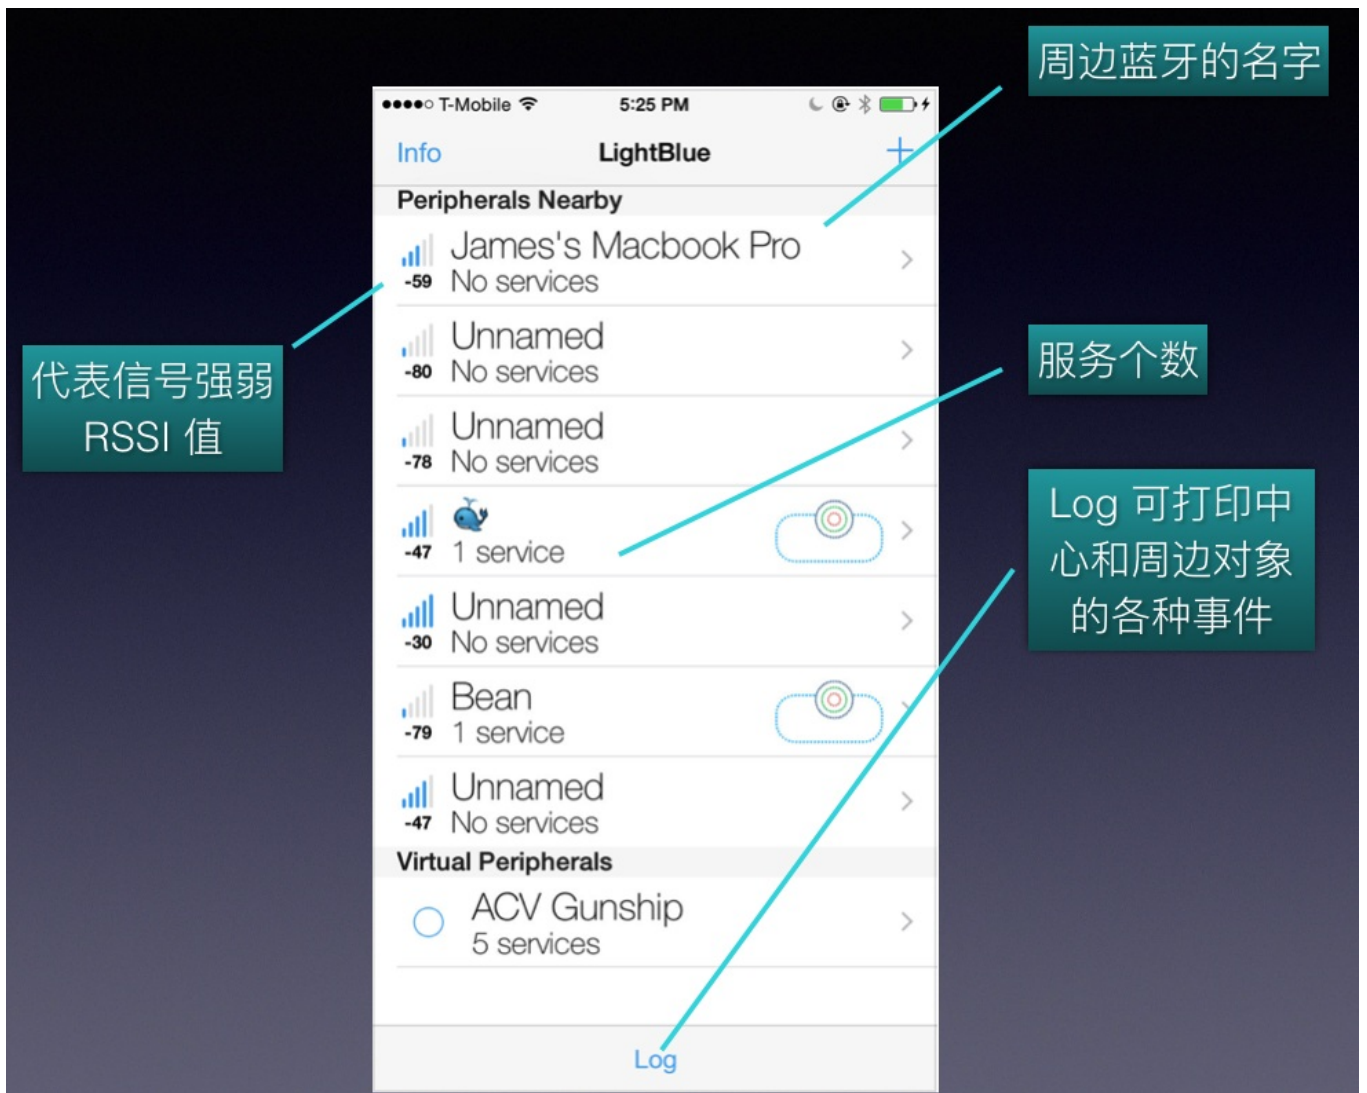 周边蓝牙的名字
T-Mobile 5:25 PM
Info LightBlue +
Peripherals Nearby
James's Macbook Pro
-59 No services
Unnamed
-80 No services
Unnamed
-78 No services
🐳
-47 1 service
Unnamed
-30 No services
Bean
-79 1 service
Unnamed
-47 No services
Virtual Peripherals
ACV Gunship
5 services
Log
代表信号强弱
RSSI 值
服务个数
Log 可打印中
心和周边对象
的各种事件